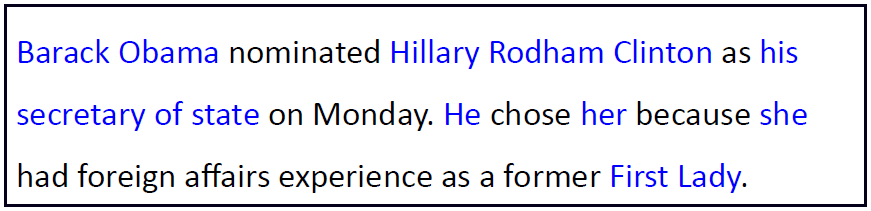 Barack Obama nominated Hillary Rodham Clinton as his
secretary of state on Monday. He chose her because she
had foreign affairs experience as a former First Lady.